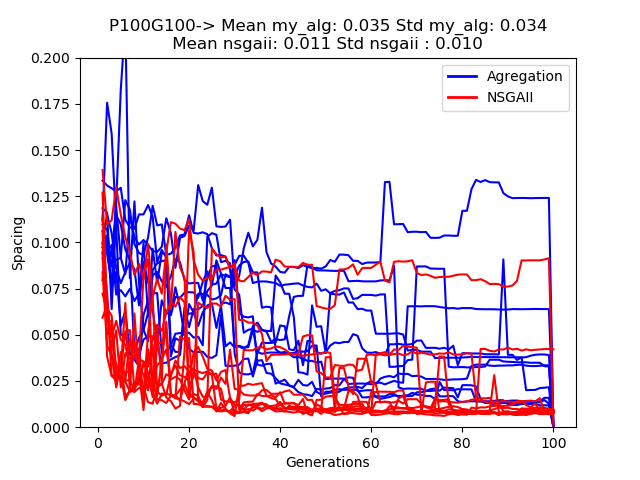 P100G100-> Mean my_alg: 0.035 Std my_alg: 0.034
Mean nsgaii: 0.011 Std nsgaii : 0.010
0.200
0.175
0.150
0.125
0.100
0.075
0.050
0.025
0.000
Spacing
Agregation
NSGAII
0
20
40
60
80
100
Generations